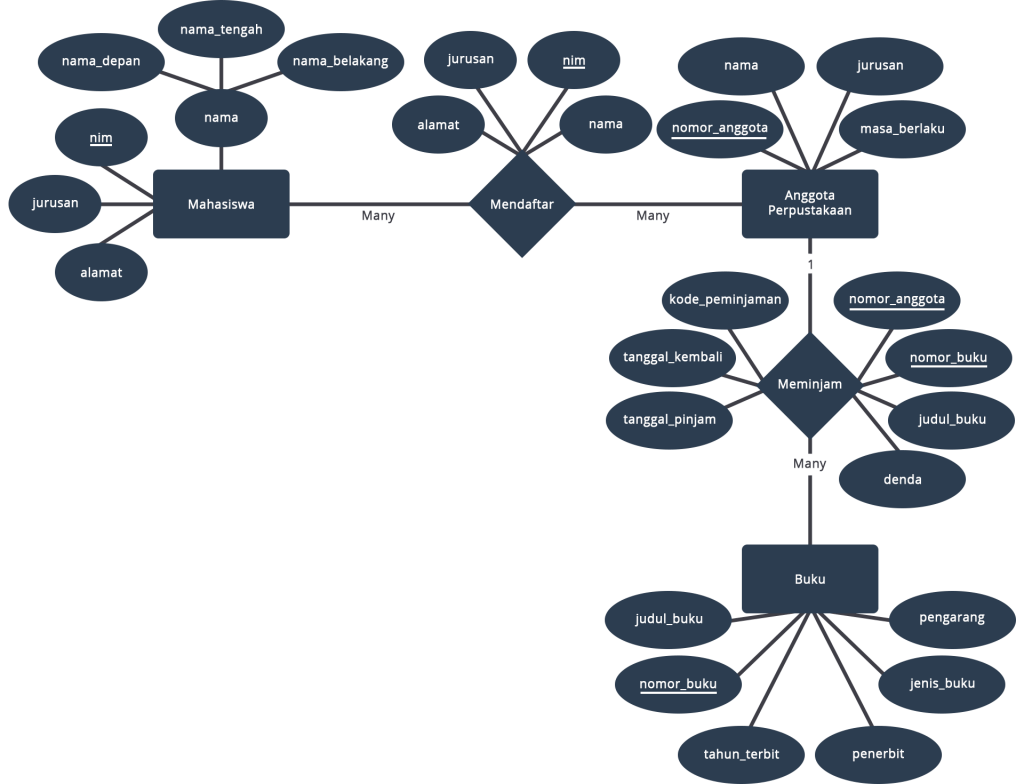 nama_tengah
nama_depan
nama_belakang
nama
nim
jurusan
alamat
Mahasiswa
Many
jurusan
nim
alamat
nama
Mendaftar
Many
nama
jurusan
nomor_anggota
masa_berlaku
Anggota
Perpustakaan
1
kode_peminjaman
nomor_anggota
tanggal_kembali
nomor_buku
Meminjam
tanggal_pinjam
judul_buku
Many
denda
Buku
judul_buku
pengarang
nomor_buku
jenis_buku
tahun_terbit
penerbit